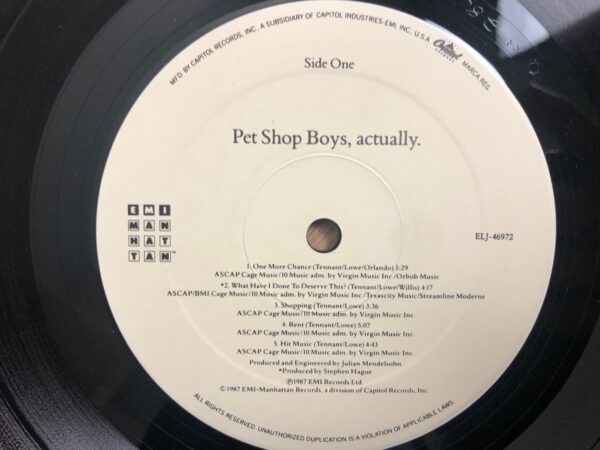 MFD. BY CAPITOL RECORDS, INC. A SUBSIDIARY OF CAPITOL INDUSTRIES-EMI, INC., U.S.A.
Capitol
RECORDS
MARCA REG.
Side One
Pet Shop Boys, actually.
EMI
MAN
HAT
TAN™
ELJ-46972
1. One More Chance (Tennant/Lowe/Orlando) 5:29
ASCAP Cage Music/10 Music adm. by Virgin Music Inc./Orbob Music
*2. What Have I Done To Deserve This? (Tennant/Lowe/Willis) 4:17
ASCAP/BMI Cage Music/10 Music adm. by Virgin Music Inc./Texascity Music/Streamline Moderne
3. Shopping (Tennant/Lowe) 3:36
ASCAP Cage Music/10 Music adm. by Virgin Music Inc.
4. Rent (Tennant/Lowe) 5:07
ASCAP Cage Music/10 Music adm. by Virgin Music Inc.
5. Hit Music (Tennant/Lowe) 4:43
ASCAP Cage Music/10 Music adm. by Virgin Music Inc.
Produced and Engineered by Julian Mendelsohn
*Produced by Stephen Hague
℗1987 EMI Records Ltd
©1987 EMI-Manhattan Records, a division of Capitol Records, Inc.
ALL RIGHTS RESERVED. UNAUTHORIZED DUPLICATION IS A VIOLATION OF APPLICABLE LAWS.